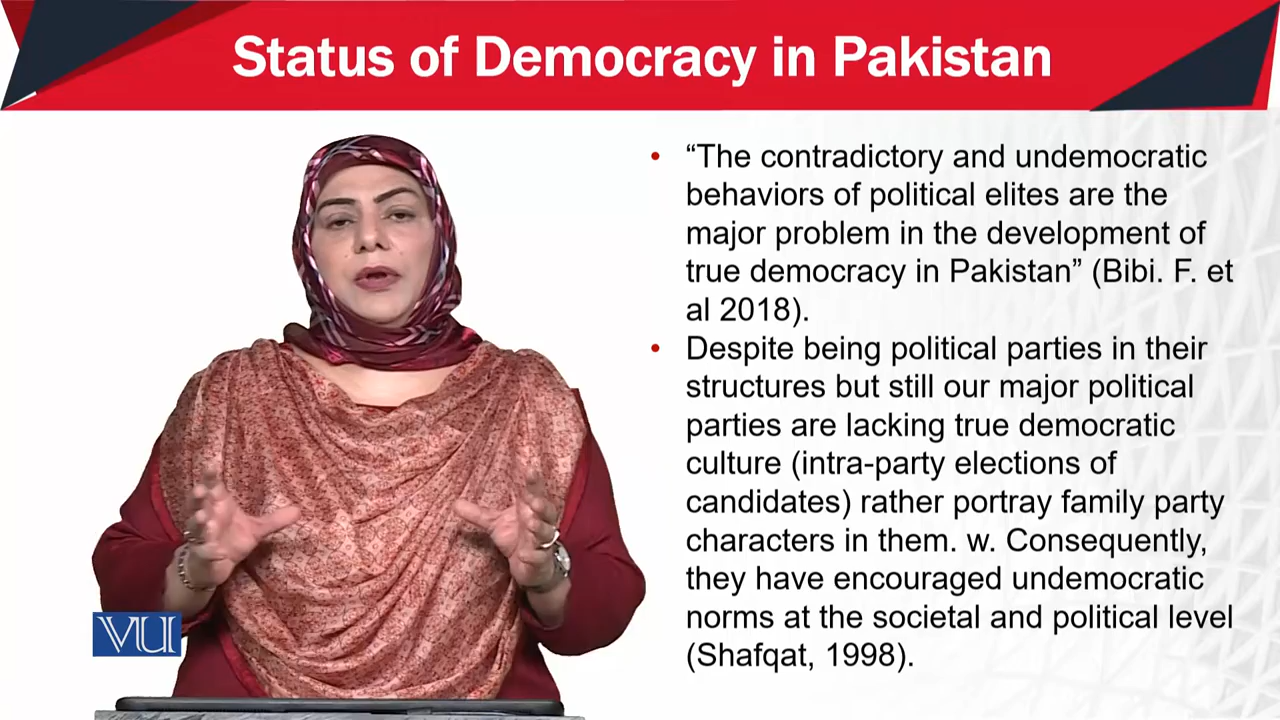 Status of Democracy in Pakistan
• “The contradictory and undemocratic
behaviors of political elites are the
major problem in the development of
true democracy in Pakistan” (Bibi. F. et
al 2018).
• Despite being political parties in their
structures but still our major political
parties are lacking true democratic
culture (intra-party elections of
candidates) rather portray family party
characters in them. w. Consequently,
they have encouraged undemocratic
norms at the societal and political level
(Shafqat, 1998).
VU